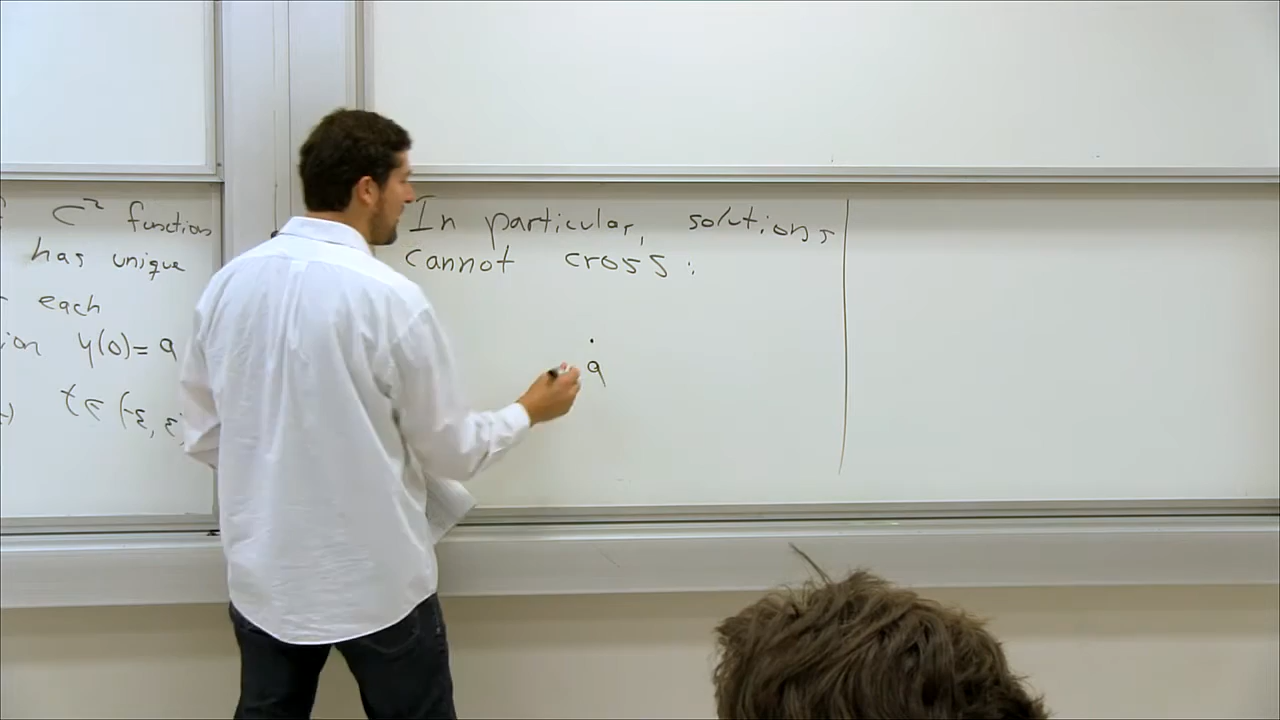 C² function
has unique
each
y(0)= a
t∈ (-ε, ε
In particular, solutions
cannot cross:
a